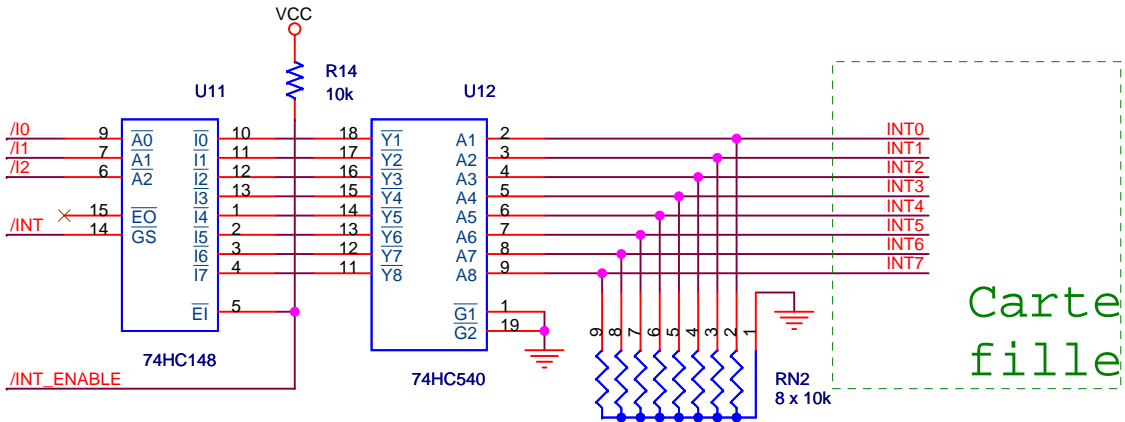 VCC
R14
10k
U11
U12
/I0 9 A0 I0 10 18 Y1 A1 2 INT0
/I1 7 A1 I1 11 17 Y2 A2 3 INT1
/I2 6 A2 I2 12 16 Y3 A3 4 INT2
I3 13 15 Y4 A4 5 INT3
15 EO I4 1 14 Y5 A5 6 INT4
/INT 14 GS I5 2 13 Y6 A6 7 INT5
I6 3 12 Y7 A7 8 INT6
I7 4 11 Y8 A8 9 INT7
EI 5 G1 1
G2 19
9 8 7 6 5 4 3 2 1
Carte
fille
74HC148
74HC540
/INT_ENABLE
RN2
8 x 10k